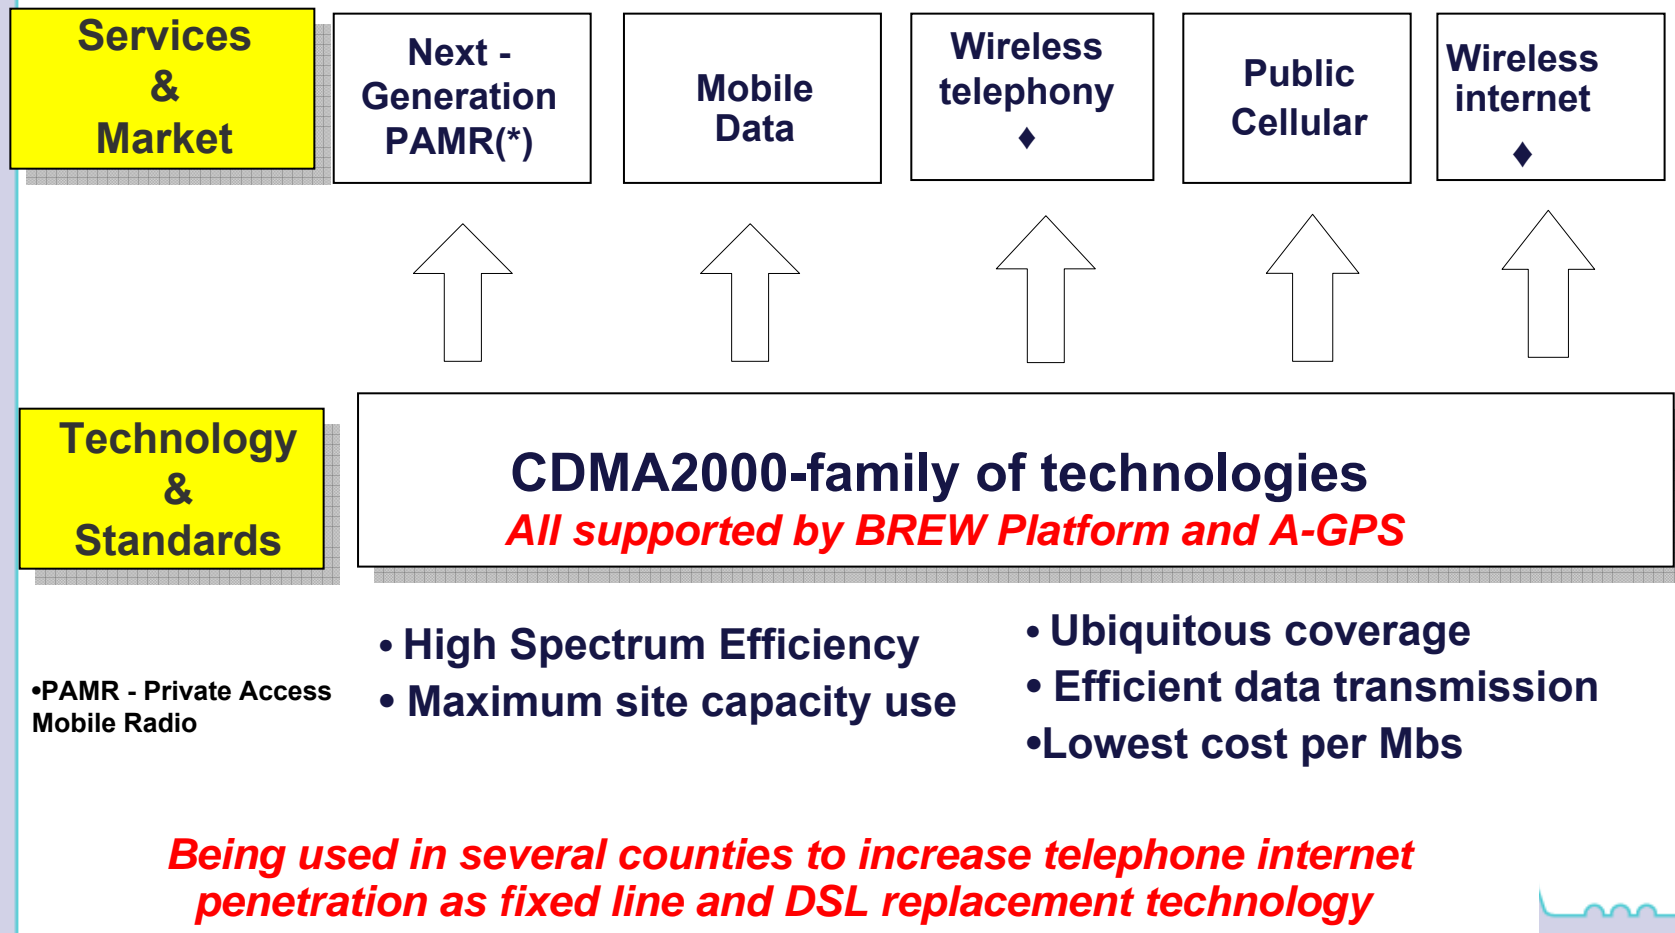 Services
&
Market
Next -
Generation
PAMR(*)
Mobile
Data
Wireless
telephony
♦
Public
Cellular
Wireless
internet
♦
Technology
&
Standards
CDMA2000-family of technologies
All supported by BREW Platform and A-GPS
•PAMR - Private Access
Mobile Radio
• High Spectrum Efficiency
• Maximum site capacity use
• Ubiquitous coverage
• Efficient data transmission
•Lowest cost per Mbs
Being used in several counties to increase telephone internet
penetration as fixed line and DSL replacement technology